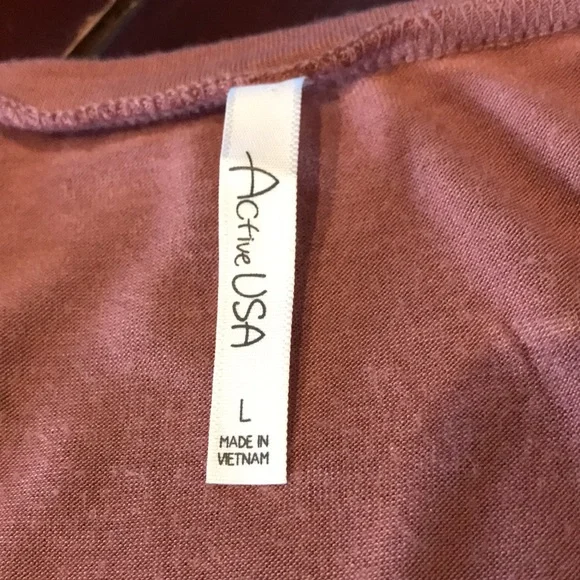 Active USA
L
MADE IN
VIETNAM